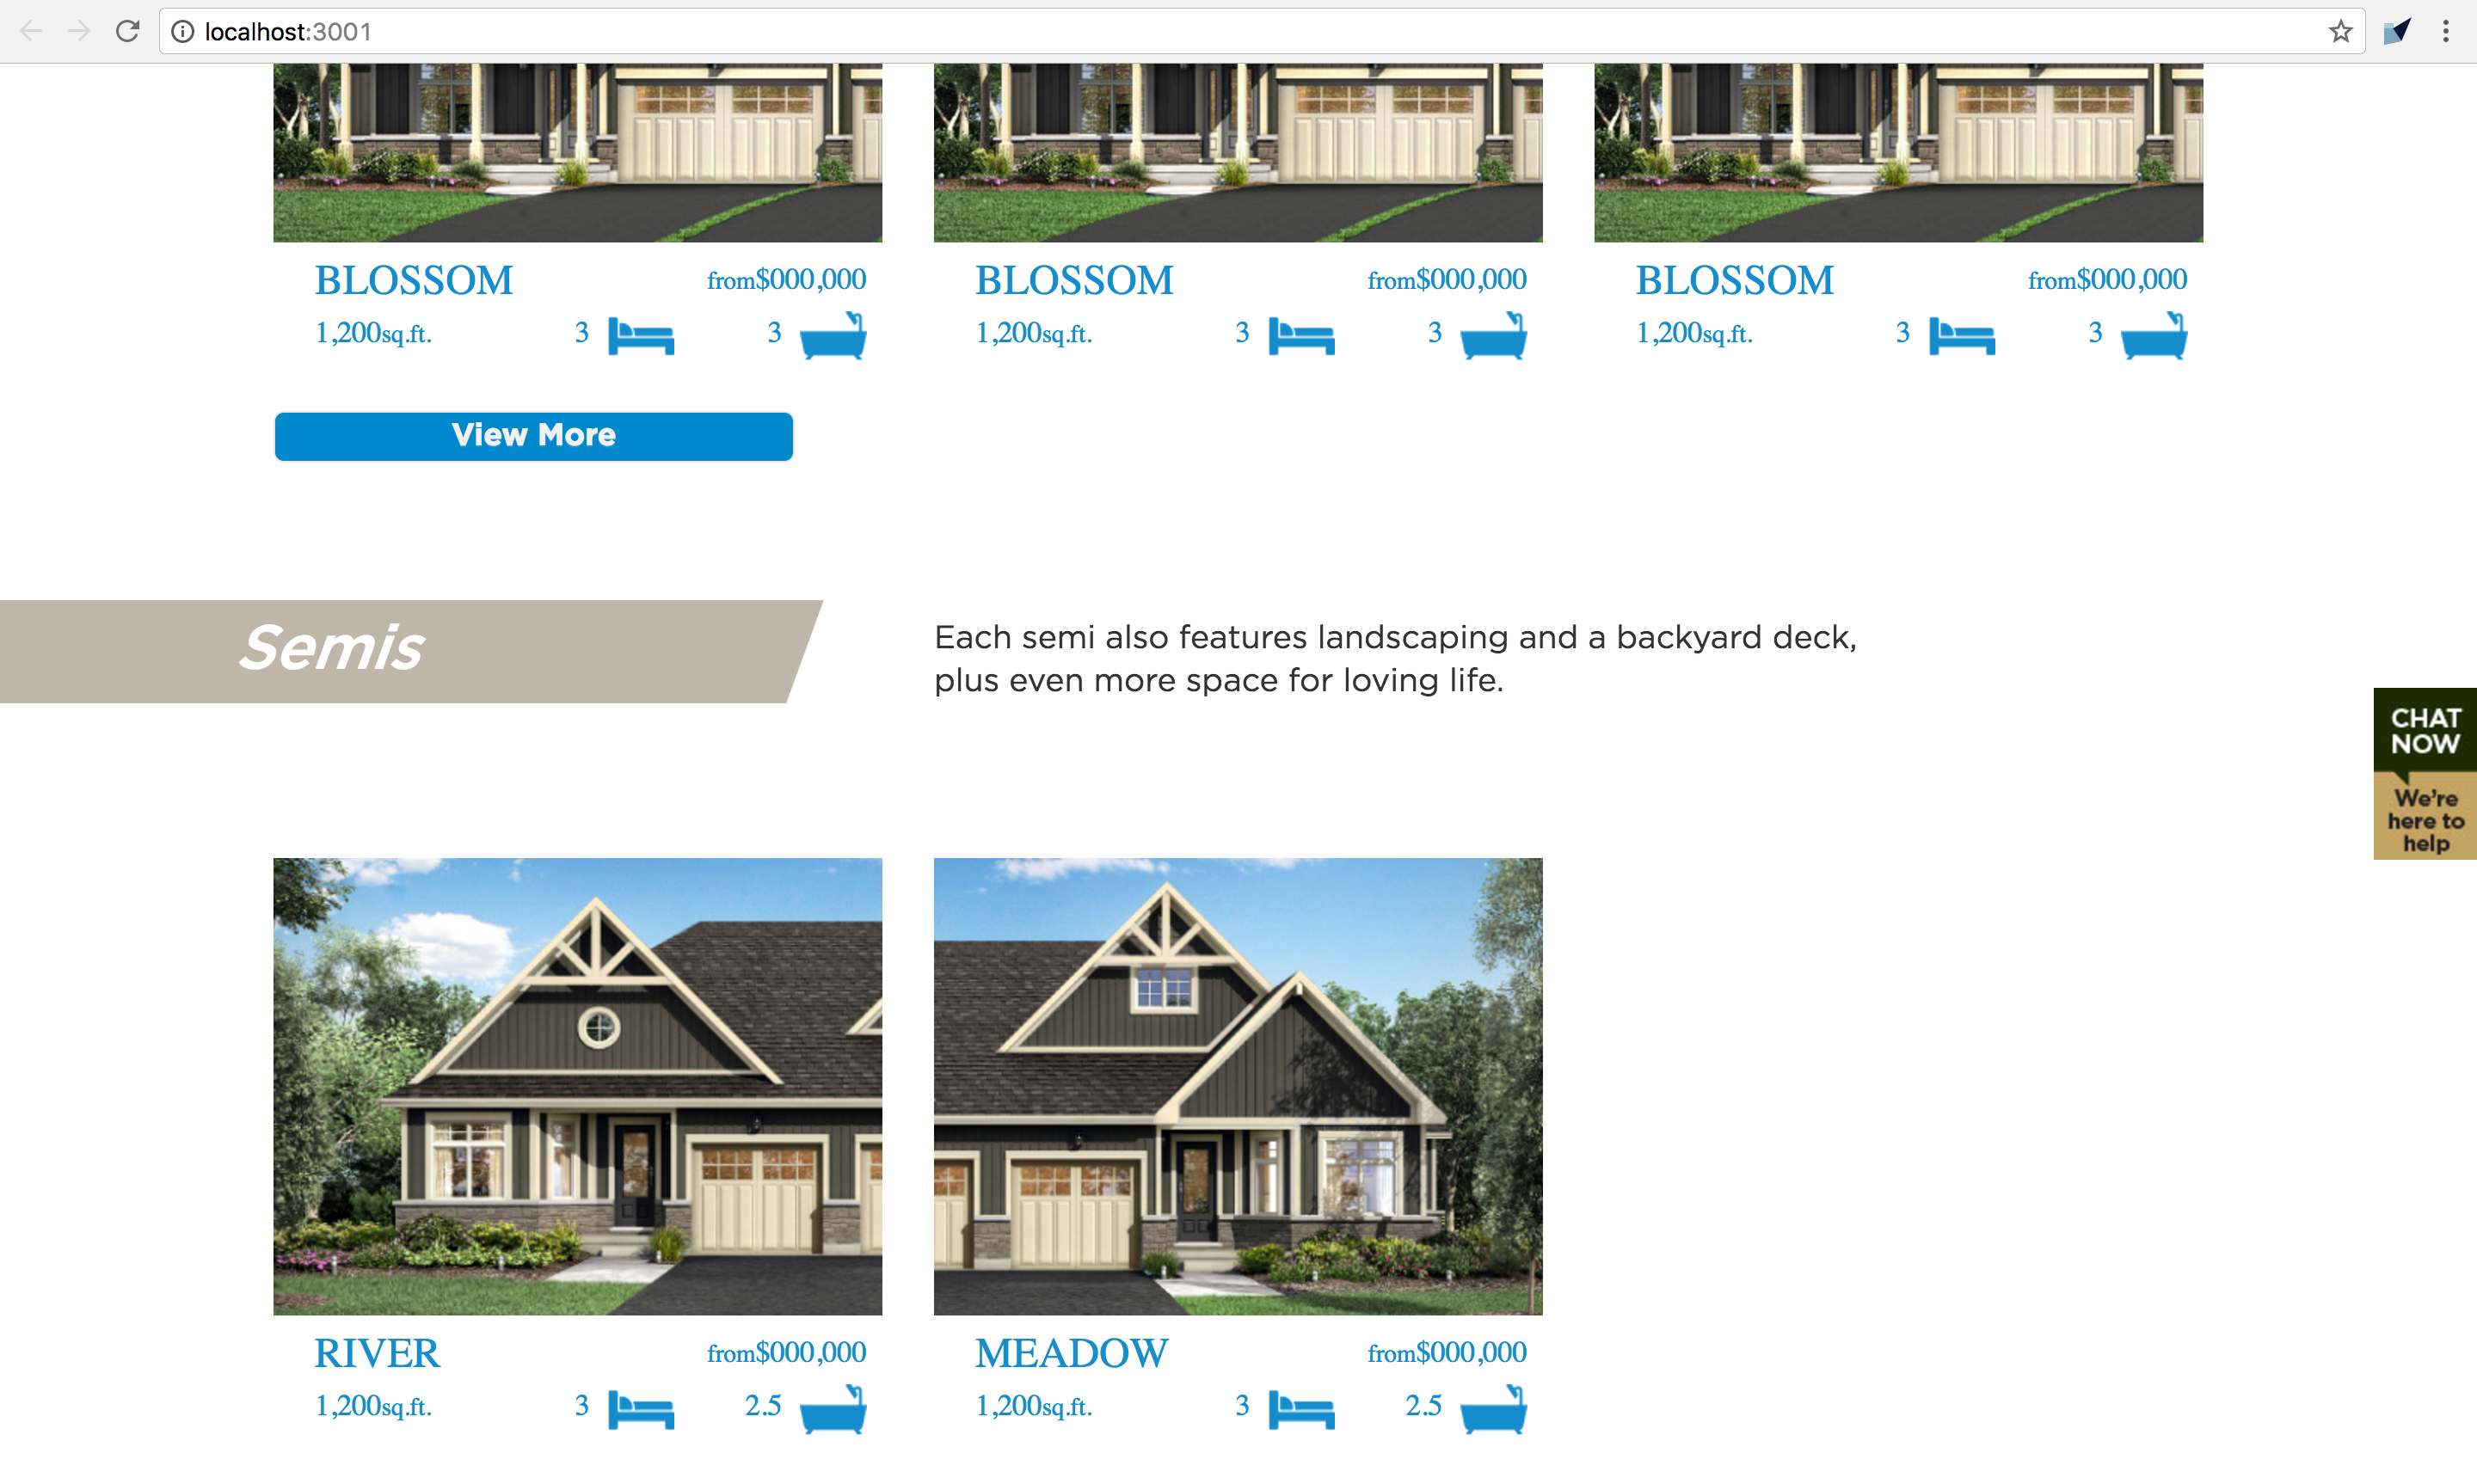 localhost:3001
BLOSSOM from$000,000 BLOSSOM from$000,000 BLOSSOM from$000,000
1,200sq.ft. 3 3 1,200sq.ft. 3 3 1,200sq.ft. 3 3
View More
Semis
Each semi also features landscaping and a backyard deck,
plus even more space for loving life.
CHAT
NOW
We're
here to
help
RIVER from$000,000 MEADOW from$000,000
1,200sq.ft. 3 2.5 1,200sq.ft. 3 2.5